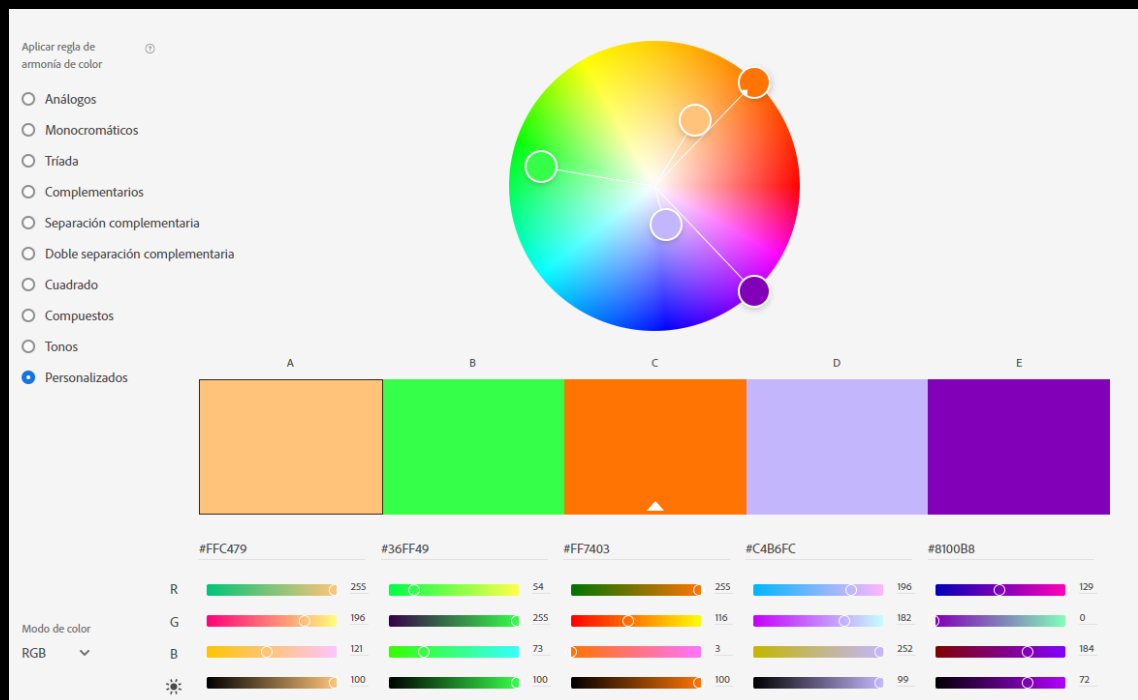 Aplicar regla de
armonía de color
Análogos
Monocromáticos
Tríada
Complementarios
Separación complementaria
Doble separación complementaria
Cuadrado
Compuestos
Tonos
Personalizados
A B C D E
#FFC479 #36FF49 #FF7403 #C4B6FC #8100B8
R 255 54 255 196 129
G 196 255 116 182 0
Modo de color
RGB
B 121 73 3 252 184
100 100 100 99 72